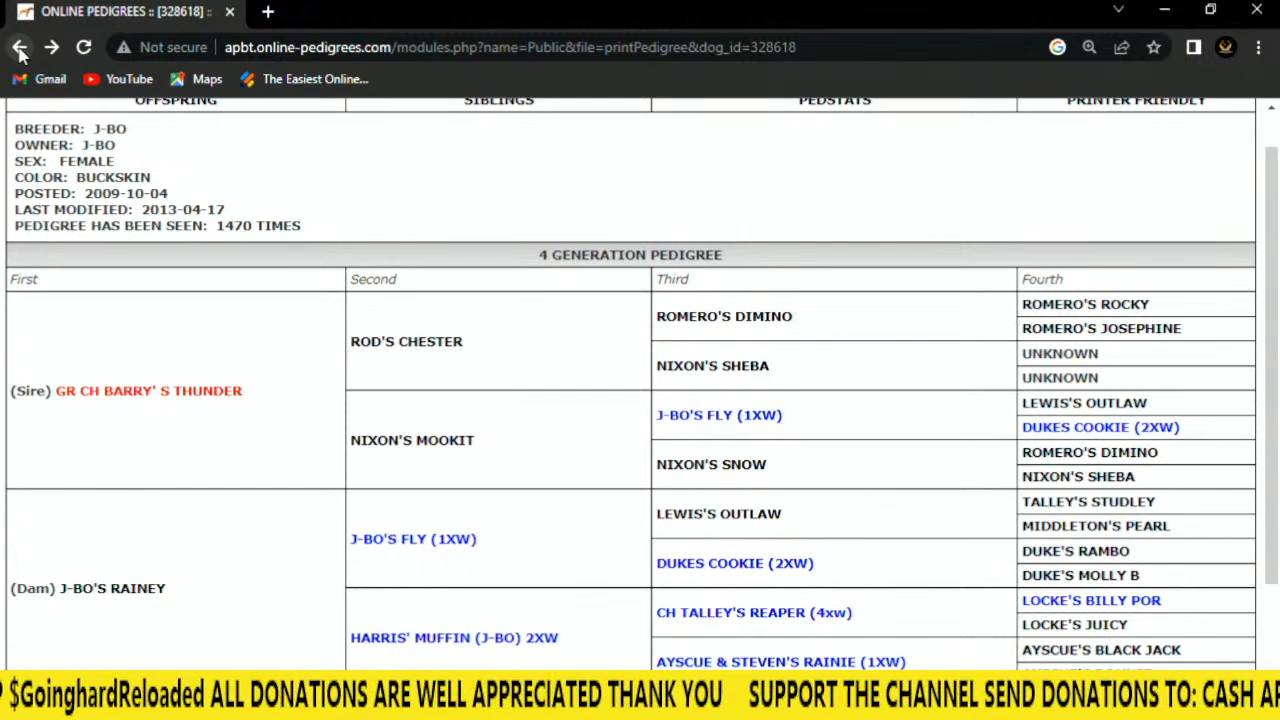 ONLINE PEDIGREES :: [328618] ::
Not secure apbt.online-pedigrees.com/modules.php?name=Public&file=printPedigree&dog_id=328618
Gmail YouTube Maps The Easiest Online...
OFFSPRING SIBLINGS PEDSTATS PRINTER FRIENDLY
BREEDER: J-BO
OWNER: J-BO
SEX: FEMALE
COLOR: BUCKSKIN
POSTED: 2009-10-04
LAST MODIFIED: 2013-04-17
PEDIGREE HAS BEEN SEEN: 1470 TIMES
4 GENERATION PEDIGREE
First Second Third Fourth
(Sire) GR CH BARRY' S THUNDER
ROD'S CHESTER
ROMERO'S DIMINO
ROMERO'S ROCKY
ROMERO'S JOSEPHINE
NIXON'S SHEBA
UNKNOWN
UNKNOWN
NIXON'S MOOKIT
J-BO'S FLY (1XW)
LEWIS'S OUTLAW
DUKES COOKIE (2XW)
NIXON'S SNOW
ROMERO'S DIMINO
NIXON'S SHEBA
(Dam) J-BO'S RAINEY
J-BO'S FLY (1XW)
LEWIS'S OUTLAW
TALLEY'S STUDLEY
MIDDLETON'S PEARL
DUKES COOKIE (2XW)
DUKE'S RAMBO
DUKE'S MOLLY B
HARRIS' MUFFIN (J-BO) 2XW
CH TALLEY'S REAPER (4xw)
LOCKE'S BILLY POR
LOCKE'S JUICY
AYSCUE & STEVEN'S RAINIE (1XW)
AYSCUE'S BLACK JACK
$GoinghardReloaded ALL DONATIONS ARE WELL APPRECIATED THANK YOU SUPPORT THE CHANNEL SEND DONATIONS TO: CASH